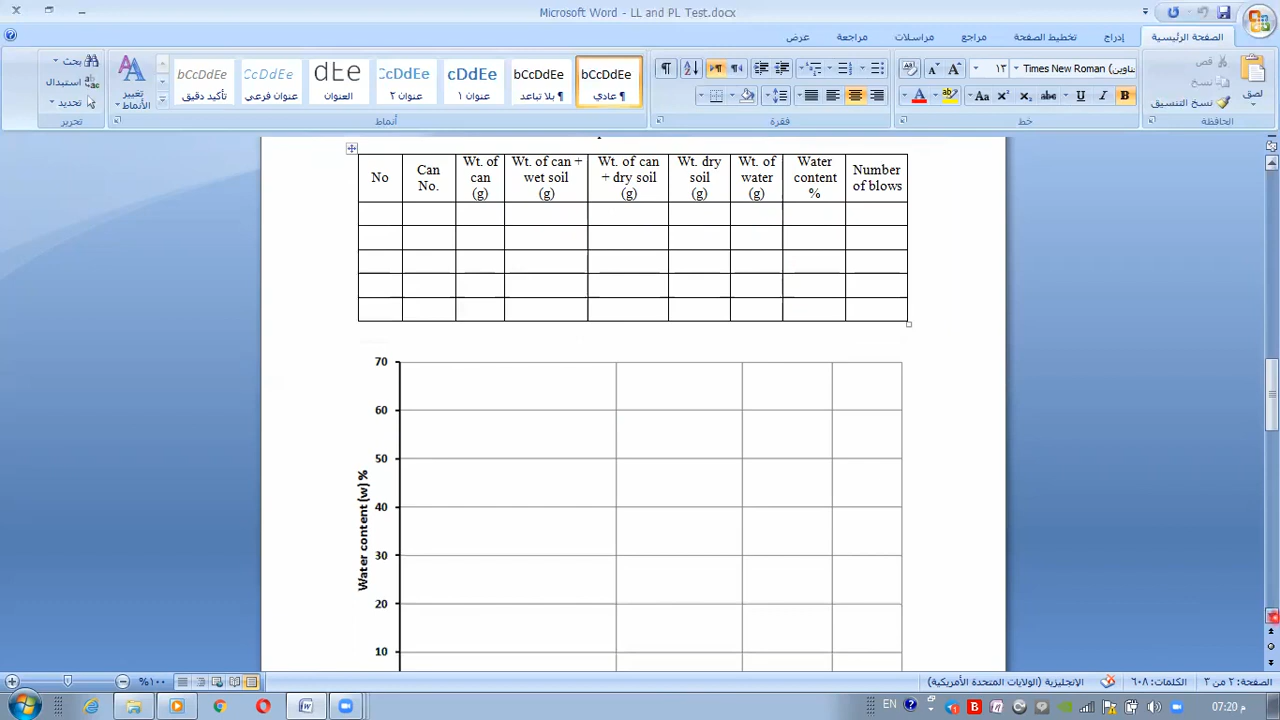 Microsoft Word - LL and PL Test.docx
الصفحة الرئيسية
إدراج
تخطيط الصفحة
مراجع
مراسلات
مراجعة
عرض
لصق
قص
نسخ
نسخ التنسيق
الحافظة
Times New Roman (عناوين
١٣
خط
فقرة
bCcDdEe
¶ عادي
bCcDdEe
¶ بلا تباعد
cDdEe
عنوان ١
cCcDdEe
عنوان ٢
dEe
العنوان
cCcDdEe
عنوان فرعي
bCcDdEe
تأكيد دقيق
تغيير
الأنماط
أنماط
بحث
استبدال
تحديد
تحرير
No
Can
No.
Wt. of
can
(g)
Wt. of can +
wet soil
(g)
Wt. of can
+ dry soil
(g)
Wt. dry
soil
(g)
Wt. of
water
(g)
Water
content
%
Number
of blows
70
60
50
40
30
20
10
Water content (w) %
١٠٠%
الإنجليزية (الولايات المتحدة الأمريكية)
الكلمات: ٦٠٨
الصفحة: ٢ من ٣
EN
07:20 م